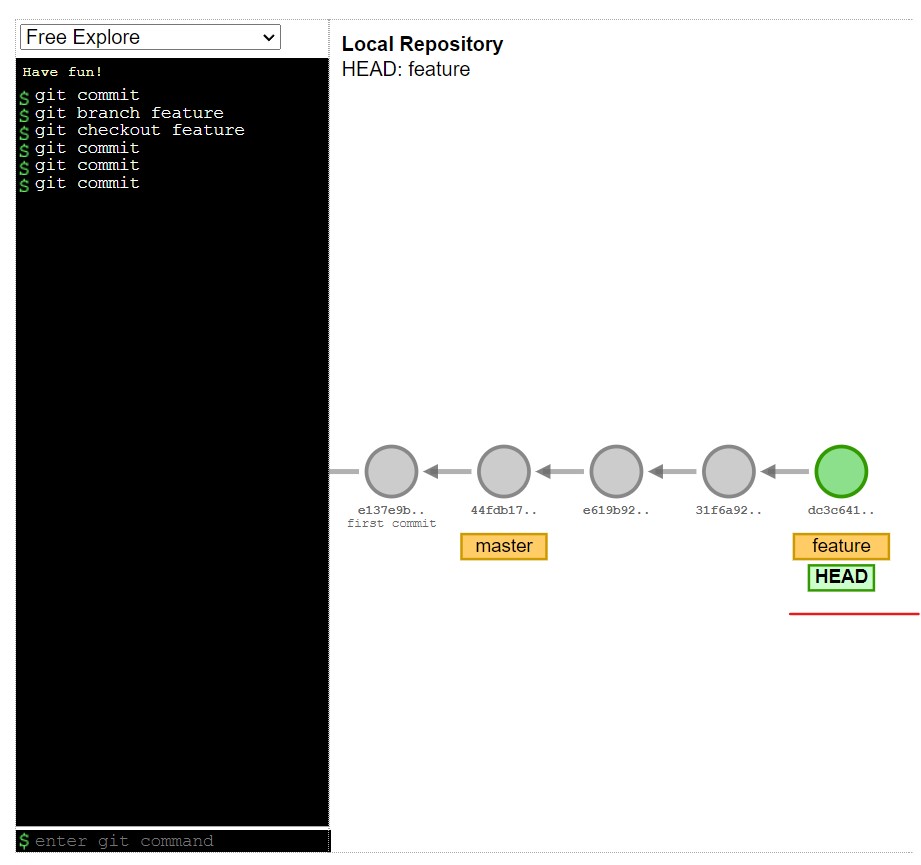 Free Explore
Have fun!
$ git commit
$ git branch feature
$ git checkout feature
$ git commit
$ git commit
$ git commit
$ enter git command
Local Repository
HEAD: feature
e137e9b.. 44fdb17.. e619b92.. 31f6a92.. dc3c641..
first commit
master feature
HEAD